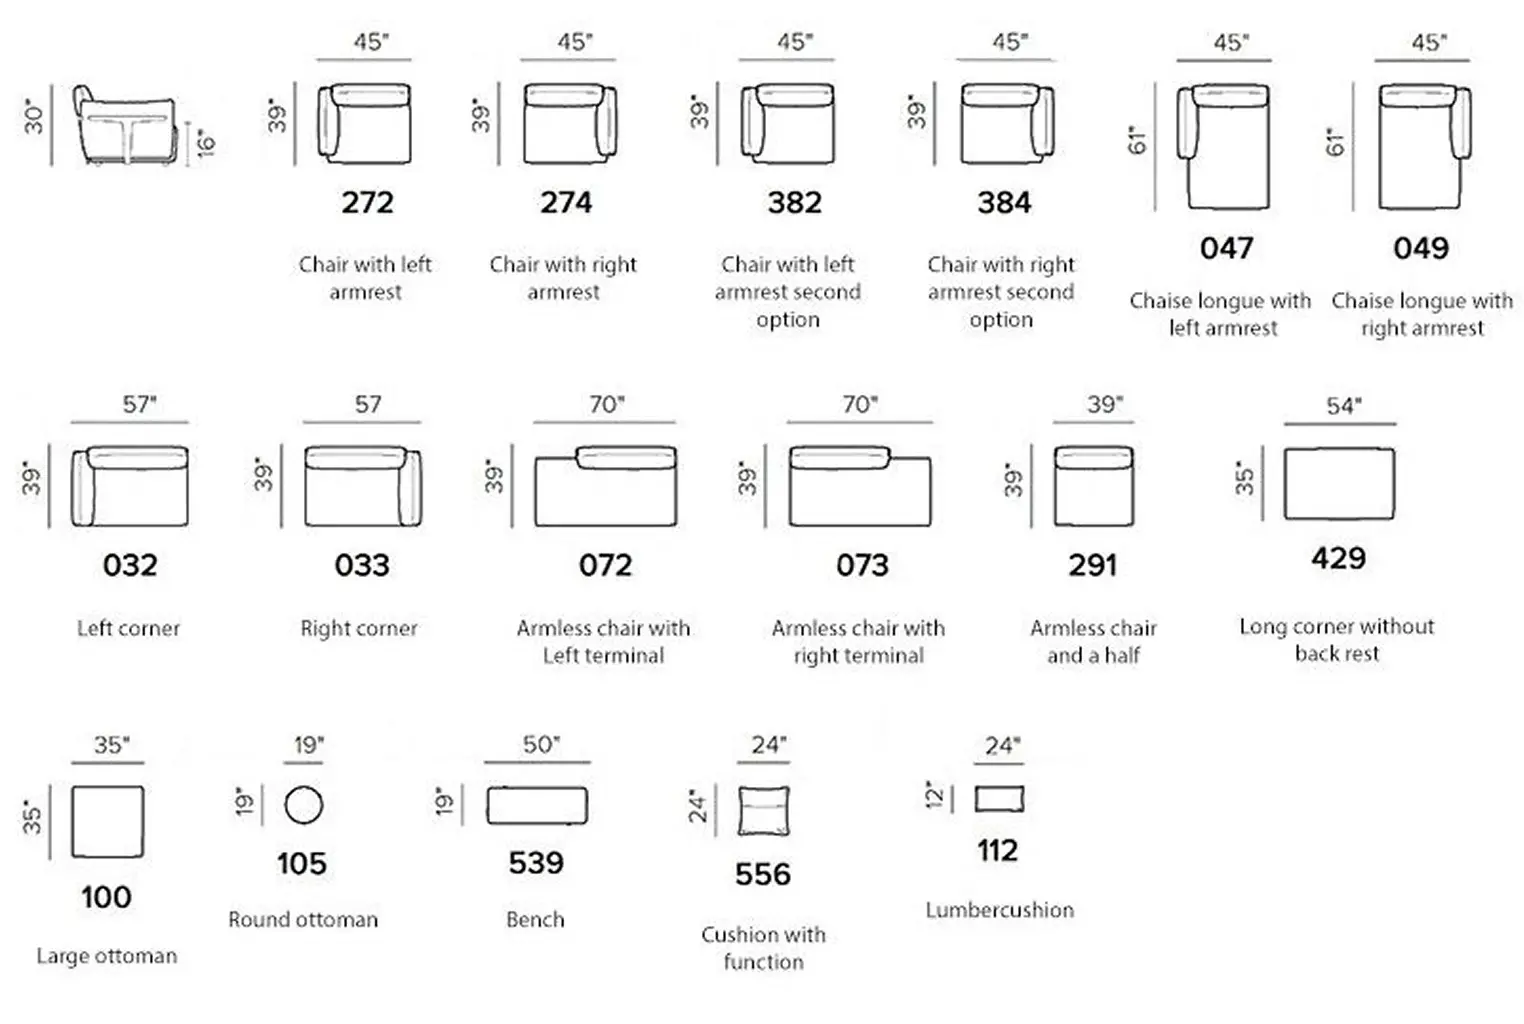 30"
16"
45"
39"
272
Chair with left
armrest
45"
39"
274
Chair with right
armrest
45"
39"
382
Chair with left
armrest second
option
45"
39"
384
Chair with right
armrest second
option
45"
61"
047
Chaise longue with
left armrest
45"
61"
049
Chaise longue with
right armrest
57"
39"
032
Left corner
57
39"
033
Right corner
70"
39"
072
Armless chair with
Left terminal
70"
39"
073
Armless chair with
right terminal
39"
39"
291
Armless chair
and a half
54"
35"
429
Long corner without
back rest
35"
35"
100
Large ottoman
19"
19"
105
Round ottoman
50"
19"
539
Bench
24"
24"
556
Cushion with
function
24"
12"
112
Lumbercushion